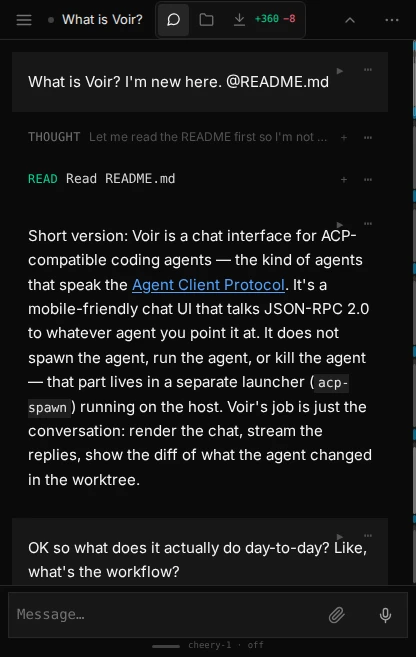 What is Voir?
+360 −8
What is Voir? I'm new here. @README.md
THOUGHT Let me read the README first so I'm not ...
READ Read README.md
Short version: Voir is a chat interface for ACP-
compatible coding agents — the kind of agents
that speak the Agent Client Protocol. It's a
mobile-friendly chat UI that talks JSON-RPC 2.0
to whatever agent you point it at. It does not
spawn the agent, run the agent, or kill the agent
— that part lives in a separate launcher (acp-
spawn) running on the host. Voir's job is just the
conversation: render the chat, stream the
replies, show the diff of what the agent changed
in the worktree.
OK so what does it actually do day-to-day? Like,
what's the workflow?
Message…
cheery-1 · off